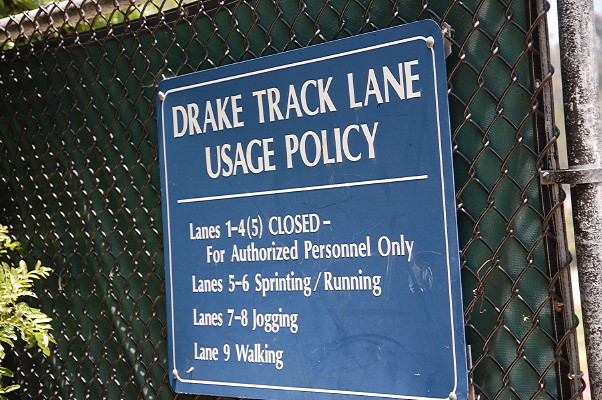 DRAKE TRACK LANE
USAGE POLICY
Lanes 1-4(5) CLOSED-
For Authorized Personnel Only
Lanes 5-6 Sprinting/Running
Lanes 7-8 Jogging
Lane 9 Walking